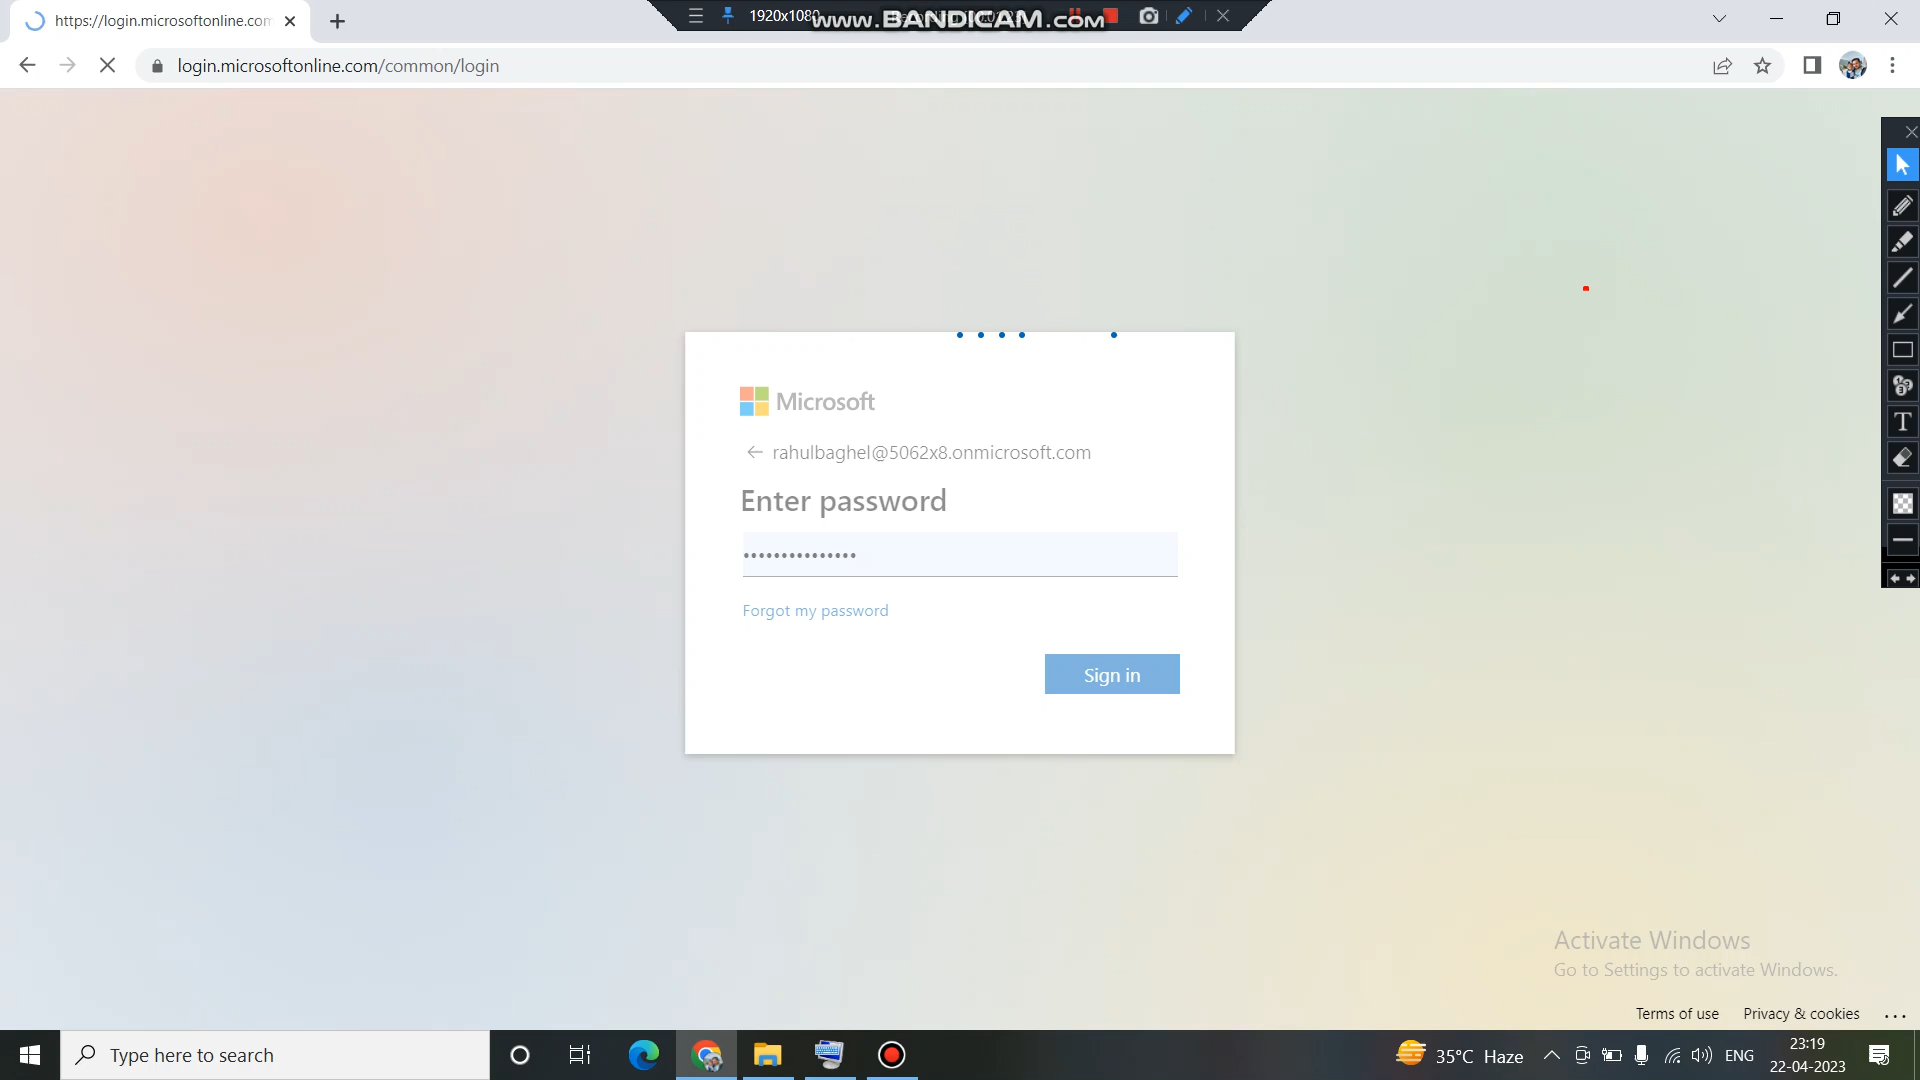 https://login.microsoftonline.com
1920x1080
www.BANDICAM.com
login.microsoftonline.com/common/login
Microsoft
rahulbaghel@5062x8.onmicrosoft.com
Enter password
Forgot my password
Sign in
T
Activate Windows
Go to Settings to activate Windows.
Terms of use
Privacy & cookies
Type here to search
35°C Haze
ENG
23:19
22-04-2023